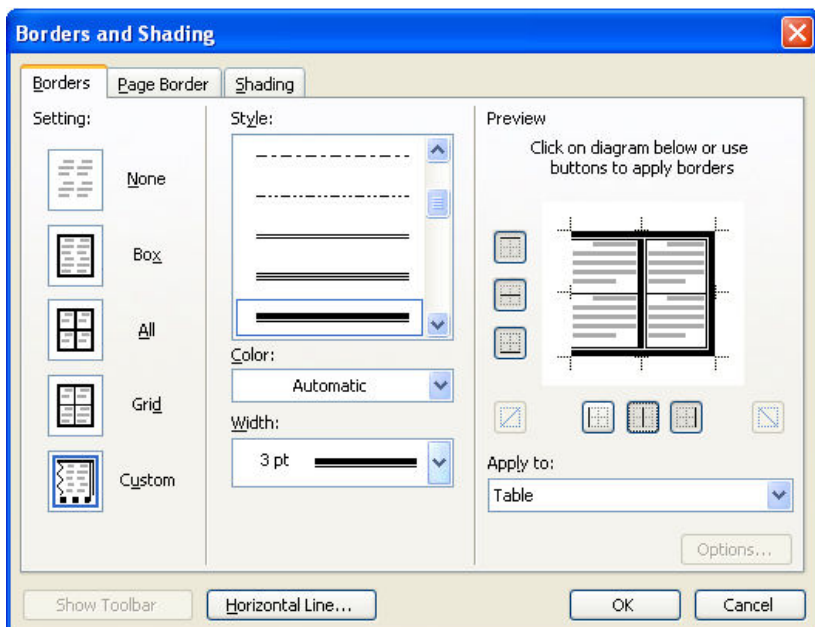 Borders and Shading
Borders
Page Border
Shading
Setting:
None
Box
All
Grid
Custom
Style:
Color:
Automatic
Width:
3 pt
Preview
Click on diagram below or use
buttons to apply borders
Apply to:
Table
Options...
Show Toolbar
Horizontal Line...
OK
Cancel